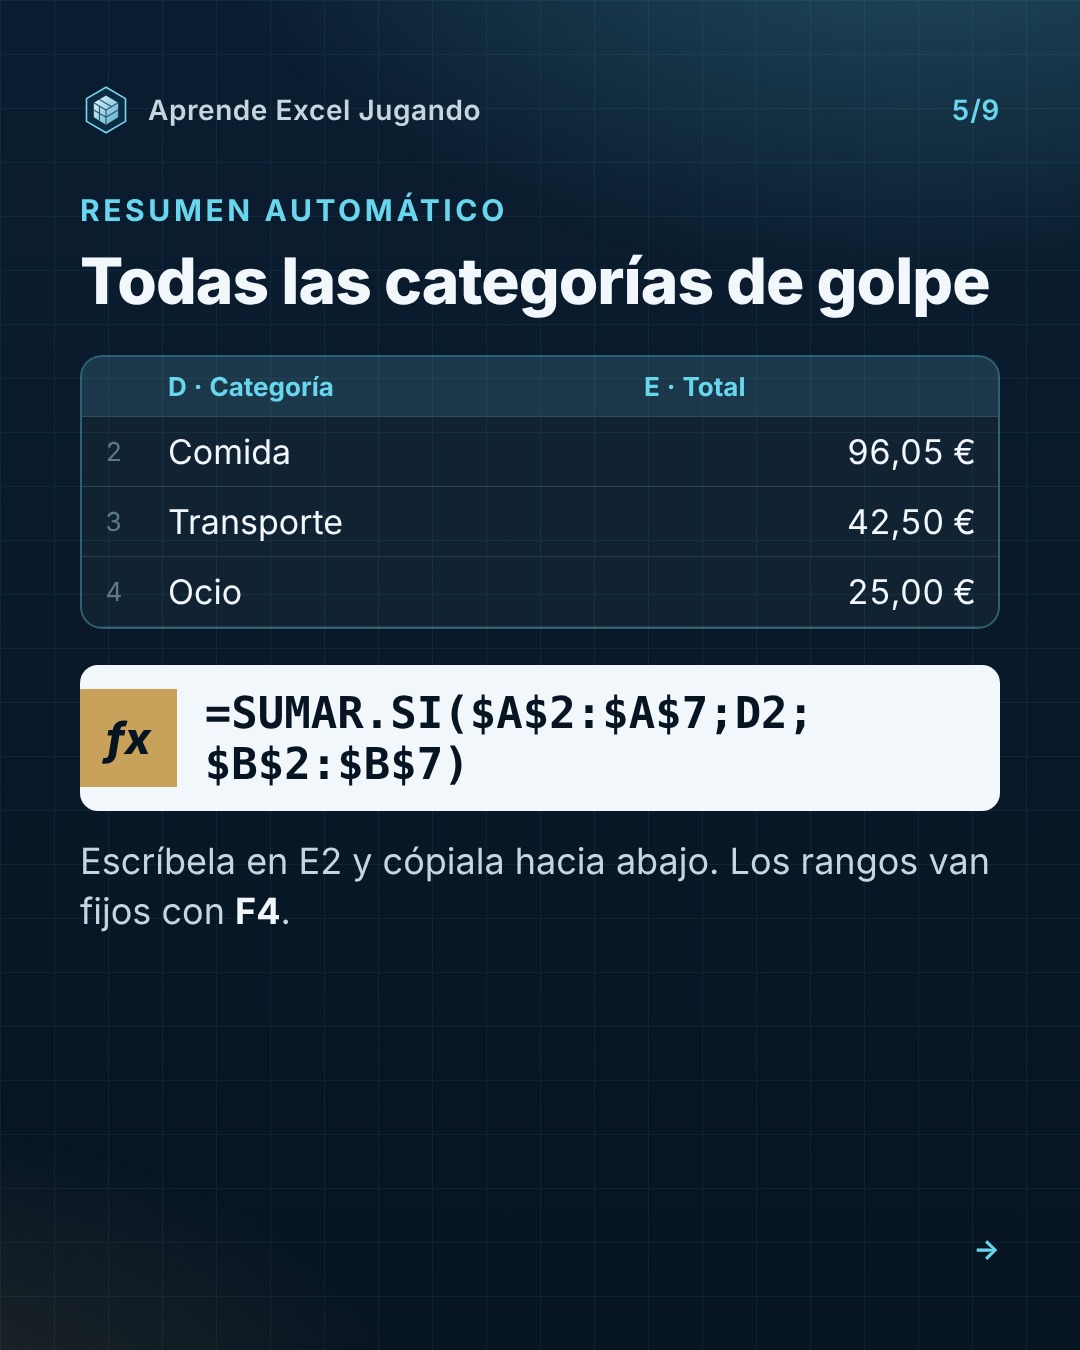 Aprende Excel Jugando
5/9
RESUMEN AUTOMÁTICO
Todas las categorías de golpe
D · Categoría E · Total
2 Comida 96,05 €
3 Transporte 42,50 €
4 Ocio 25,00 €
fx
=SUMAR.SI($A$2:$A$7;D2;
$B$2:$B$7)
Escríbela en E2 y cópiala hacia abajo. Los rangos van
fijos con F4.
→